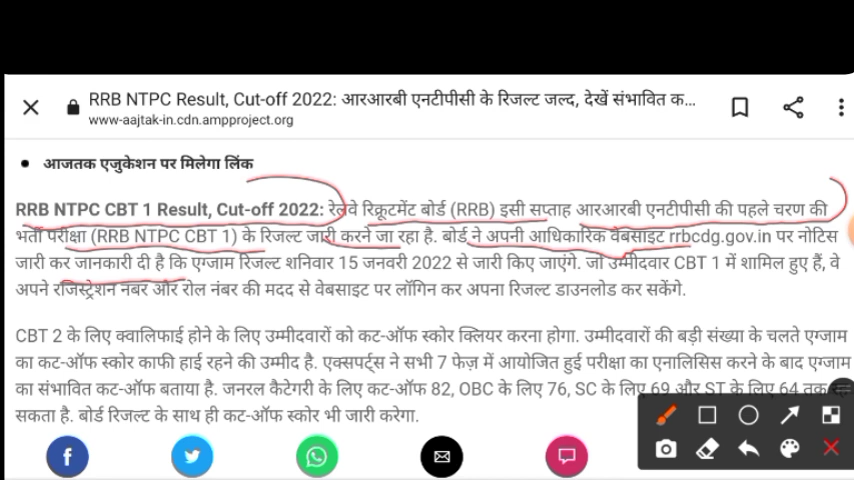 RRB NTPC Result, Cut-off 2022: आरआरबी एनटीपीसी के रिजल्ट जल्द, देखें संभावित क...
www-aajtak-in.cdn.ampproject.org
आजतक एजुकेशन पर मिलेगा लिंक
RRB NTPC CBT 1 Result, Cut-off 2022: रेलवे रिक्रूटमेंट बोर्ड (RRB) इसी सप्ताह आरआरबी एनटीपीसी की पहले चरण की
भर्ती परीक्षा (RRB NTPC CBT 1) के रिजल्ट जारी करने जा रहा है. बोर्ड ने अपनी आधिकारिक वेबसाइट rrbcdg.gov.in पर नोटिस
जारी कर जानकारी दी है कि एग्जाम रिजल्ट शनिवार 15 जनवरी 2022 से जारी किए जाएंगे. जो उम्मीदवार CBT 1 में शामिल हुए हैं, वे
अपने रजिस्ट्रेशन नंबर और रोल नंबर की मदद से वेबसाइट पर लॉगिन कर अपना रिजल्ट डाउनलोड कर सकेंगे.
CBT 2 के लिए क्वालिफाई होने के लिए उम्मीदवारों को कट-ऑफ स्कोर क्लियर करना होगा. उम्मीदवारों की बड़ी संख्या के चलते एग्जाम
का कट-ऑफ स्कोर काफी हाई रहने की उम्मीद है. एक्सपर्ट्स ने सभी 7 फेज़ में आयोजित हुई परीक्षा का एनालिसिस करने के बाद एग्जाम
का संभावित कट-ऑफ बताया है. जनरल कैटेगरी के लिए कट-ऑफ 82, OBC के लिए 76, SC के लिए 69 और ST के लिए 64 तक
सकता है. बोर्ड रिजल्ट के साथ ही कट-ऑफ स्कोर भी जारी करेगा.